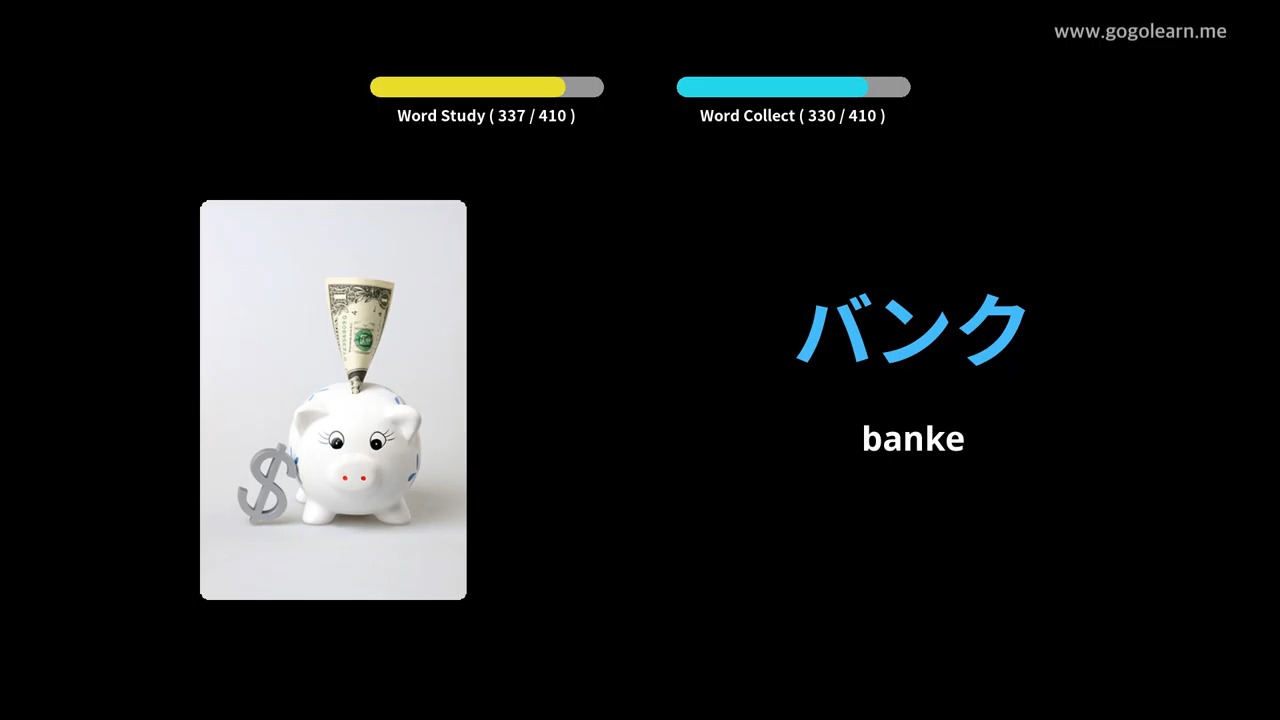 www.gogolearn.me
Word Study ( 337 / 410 )
Word Collect ( 330 / 410 )
バンク
banke
$